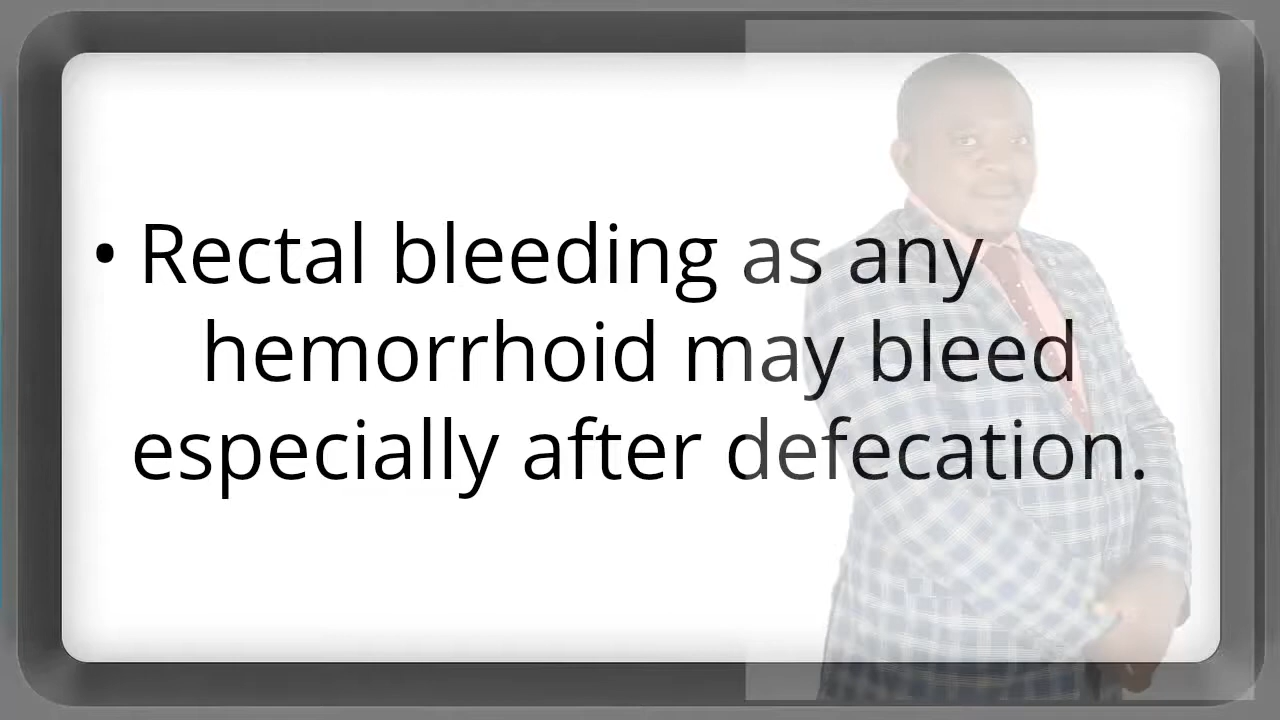 • Rectal bleeding as any
hemorrhoid may bleed
especially after defecation.